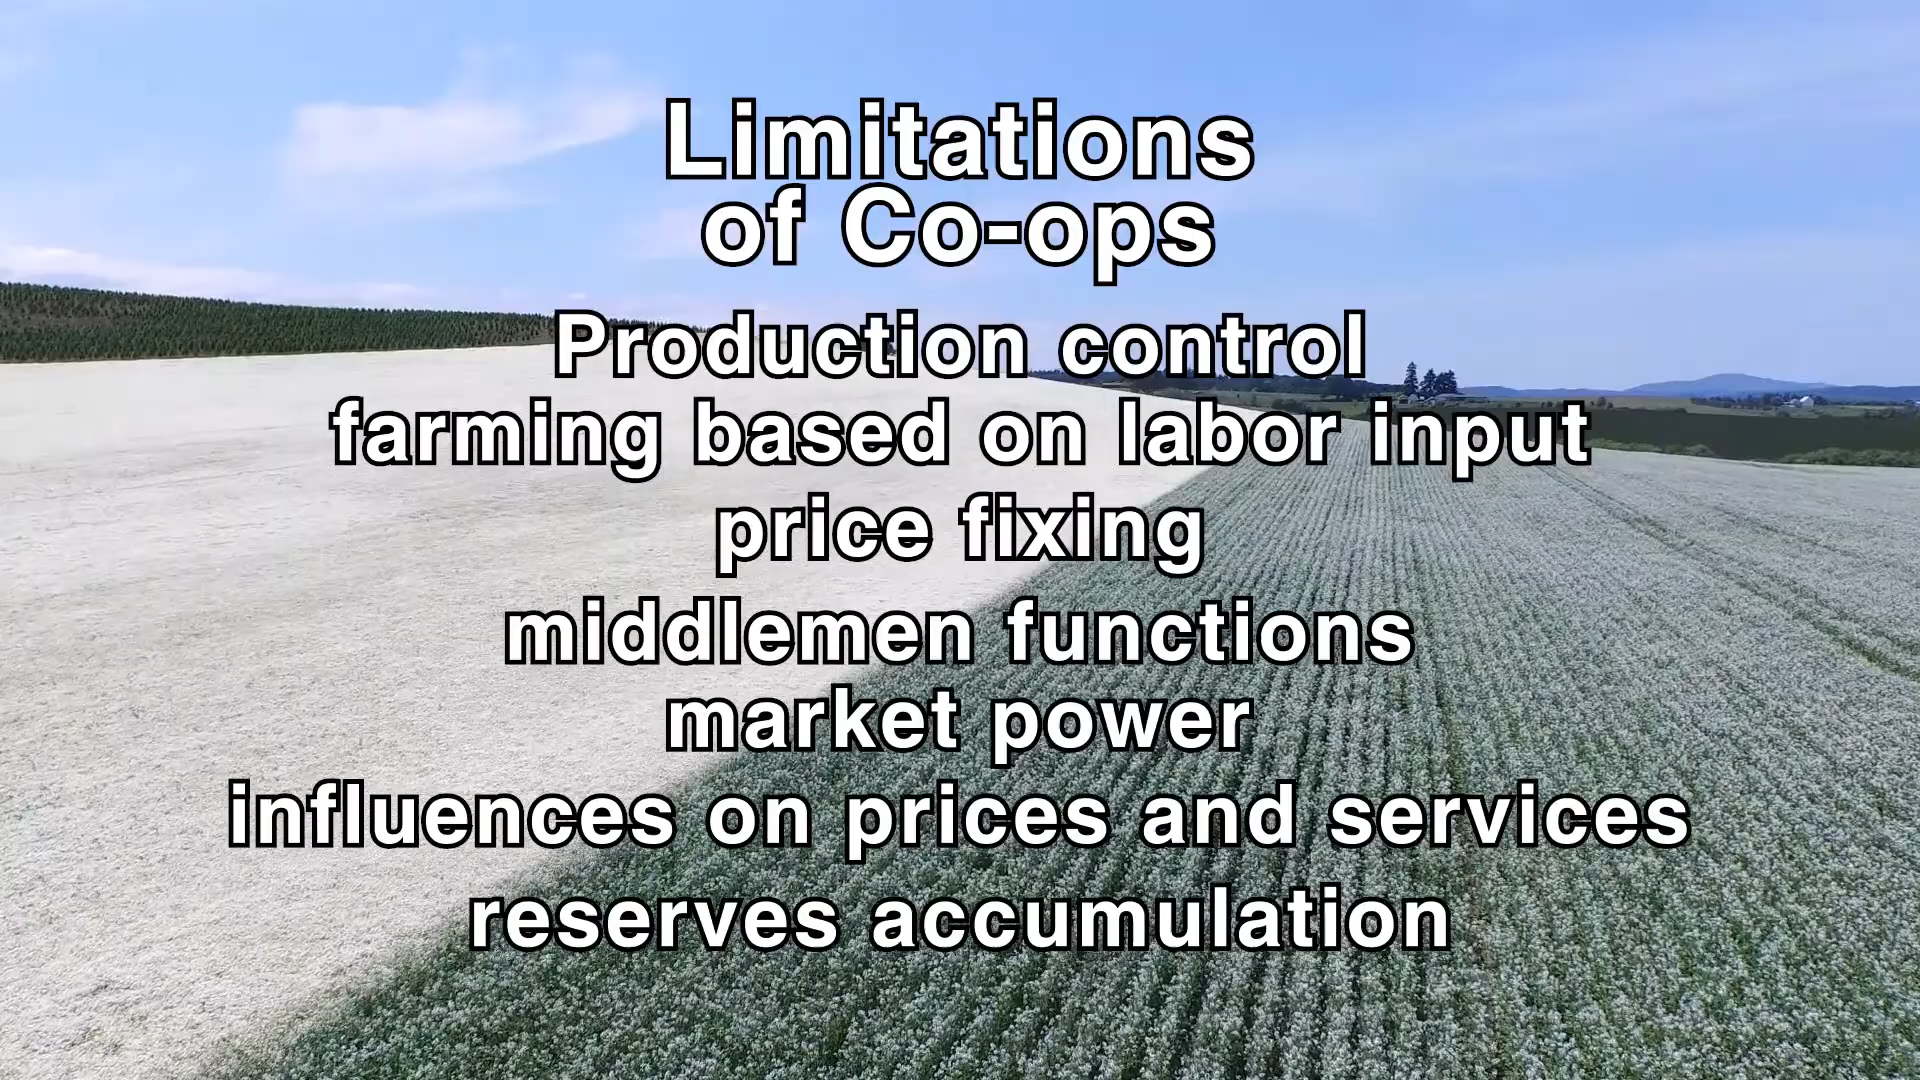 Limitations
of Co-ops
Production control
farming based on labor input
price fixing
middlemen functions
market power
influences on prices and services
reserves accumulation